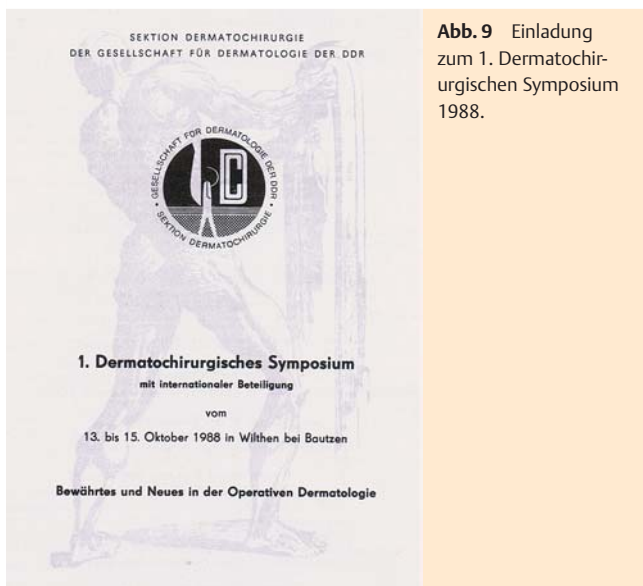 SEKTION DERMATOCHIRURGIE
DER GESELLSCHAFT FÜR DERMATOLOGIE DER DDR
GESELLSCHAFT FÜR DERMATOLOGIE DER DDR
• SEKTION DERMATOCHIRURGIE •
D
1. Dermatochirurgisches Symposium
mit internationaler Beteiligung
vom
13. bis 15. Oktober 1988 in Wilthen bei Bautzen
Bewährtes und Neues in der Operativen Dermatologie
Abb. 9 Einladung
zum 1. Dermatochir-
urgischen Symposium
1988.